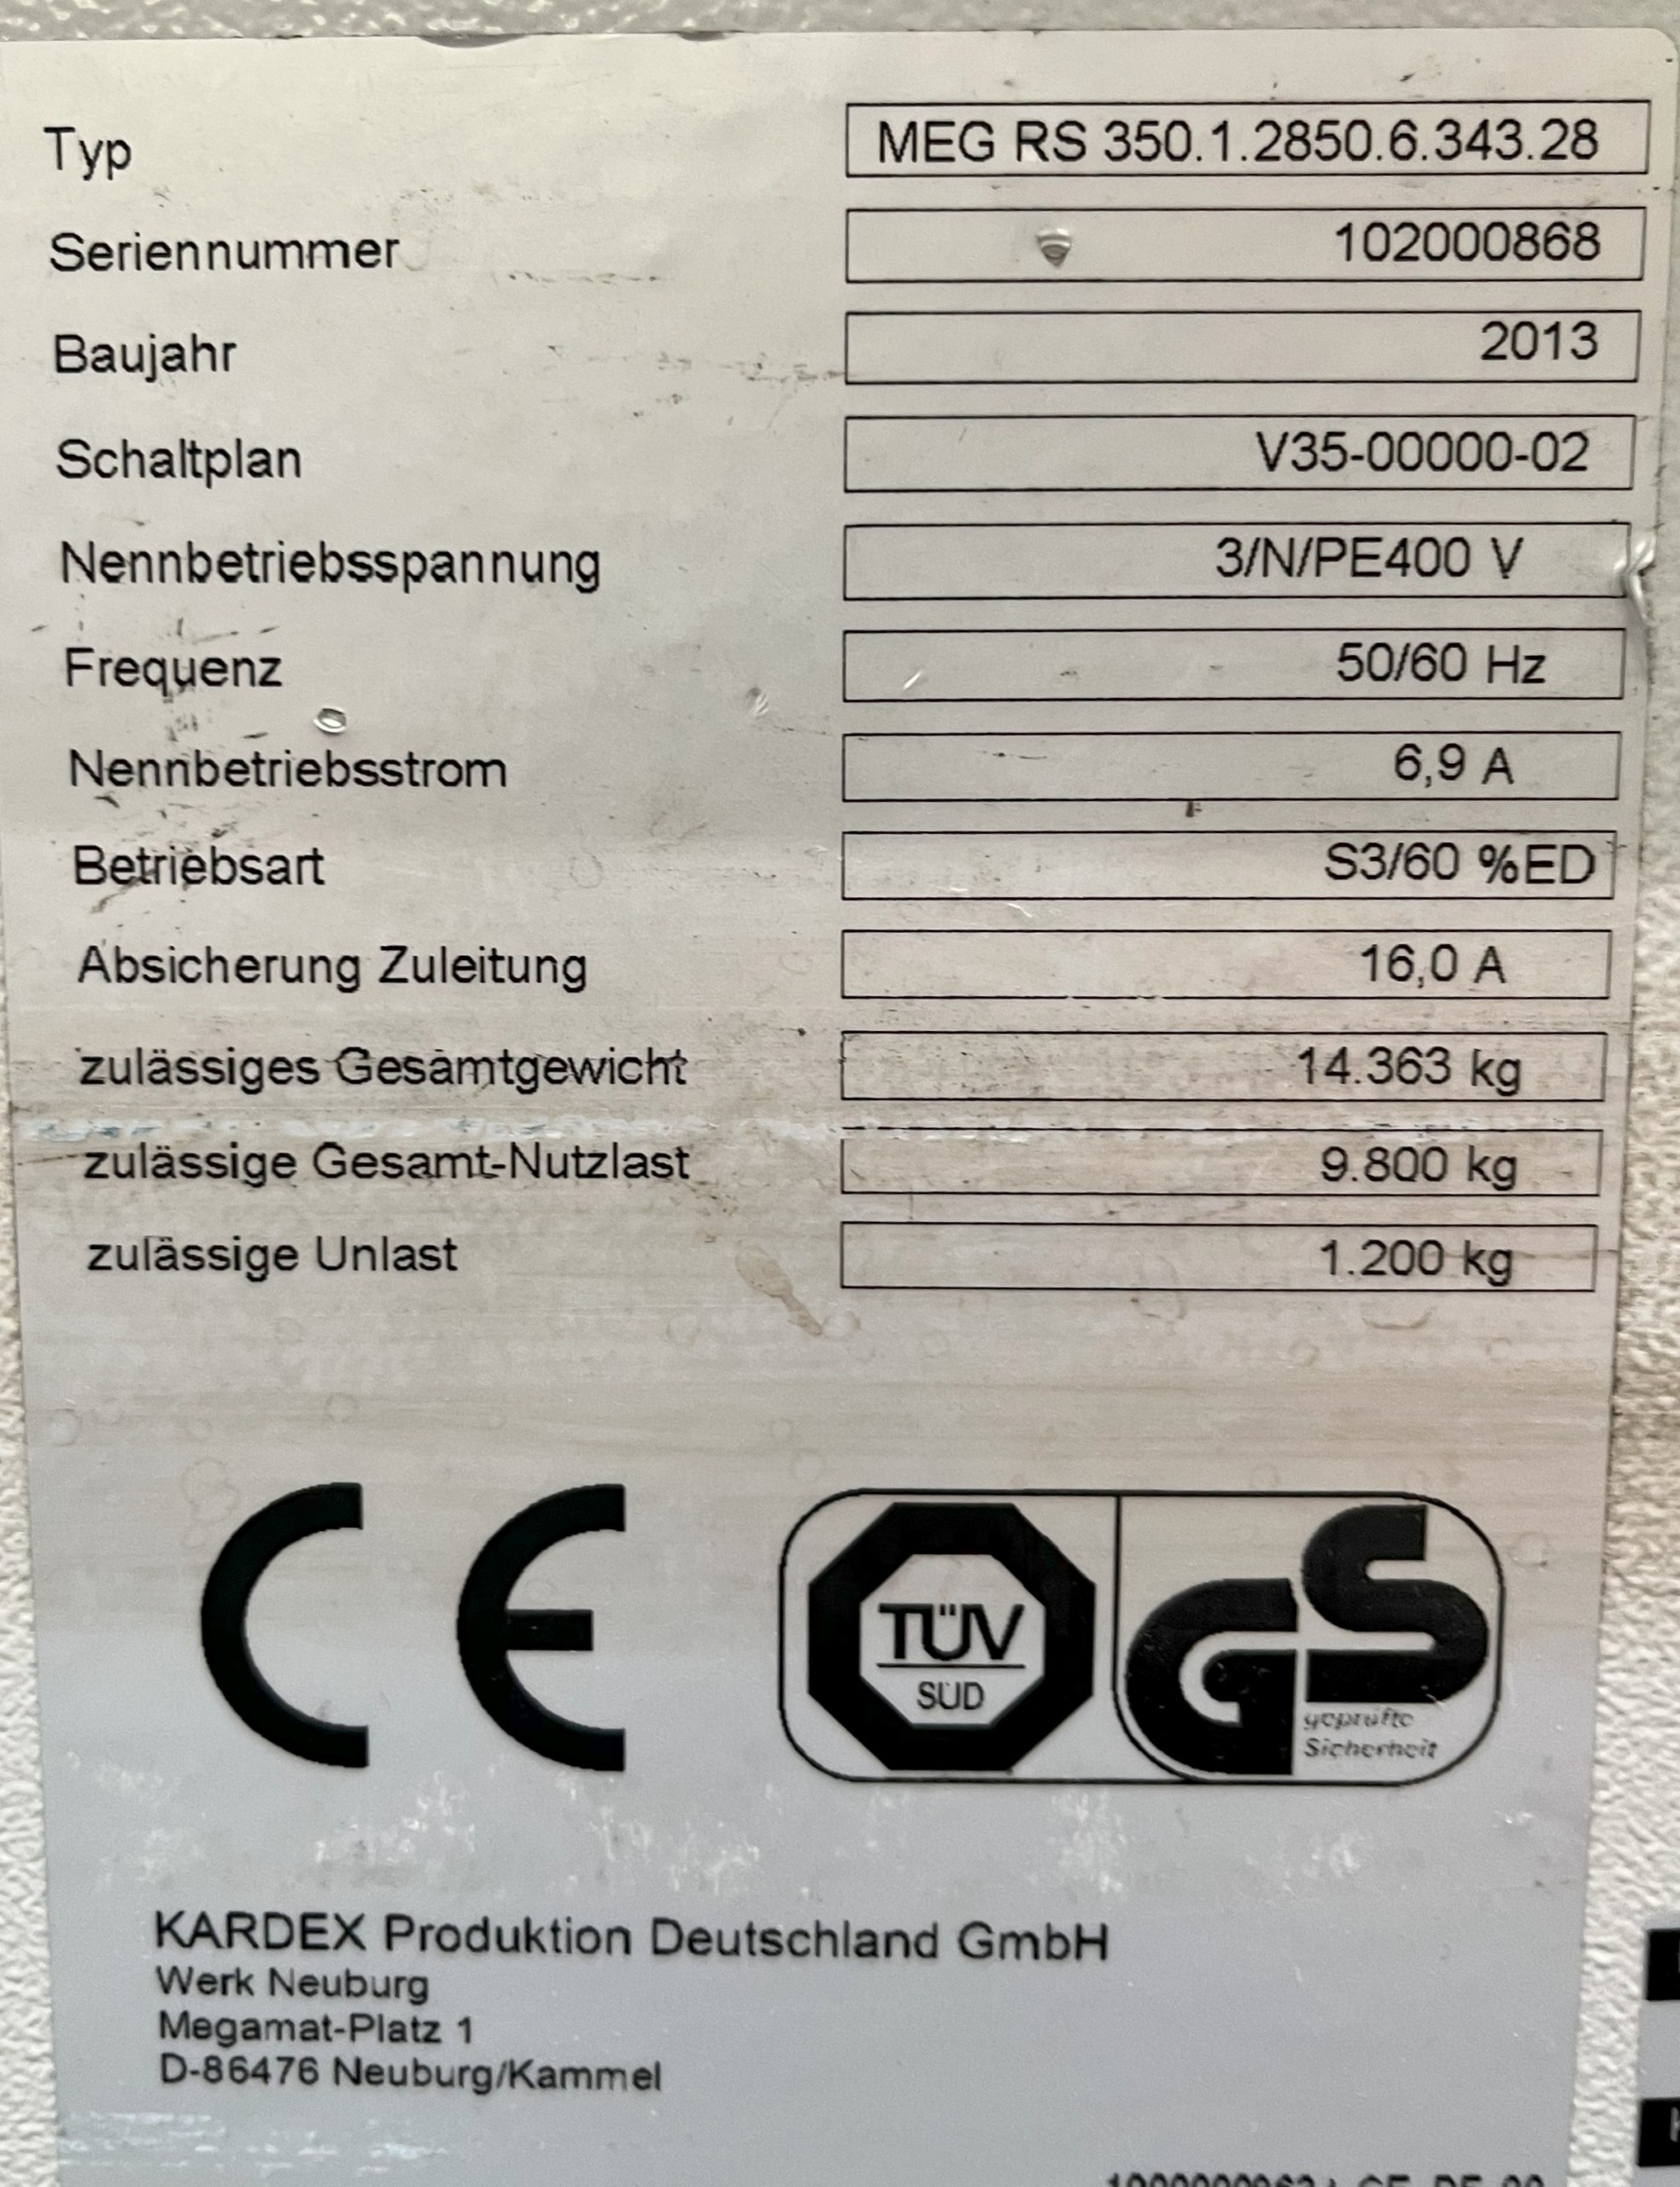 Typ MEG RS 350.1.2850.6.343.28
Seriennummer 102000868
Baujahr 2013
Schaltplan V35-00000-02
Nennbetriebsspannung 3/N/PE400 V
Frequenz 50/60 Hz
Nennbetriebsstrom 6,9 A
Betriebsart S3/60 %ED
Absicherung Zuleitung 16,0 A
zulässiges Gesamtgewicht 14.363 kg
zulässige Gesamt-Nutzlast 9.800 kg
zulässige Unlast 1.200 kg
CE
TÜV
SÜD
GS
geprüfte
Sicherheit
KARDEX Produktion Deutschland GmbH
Werk Neuburg
Megamat-Platz 1
D-86476 Neuburg/Kammel